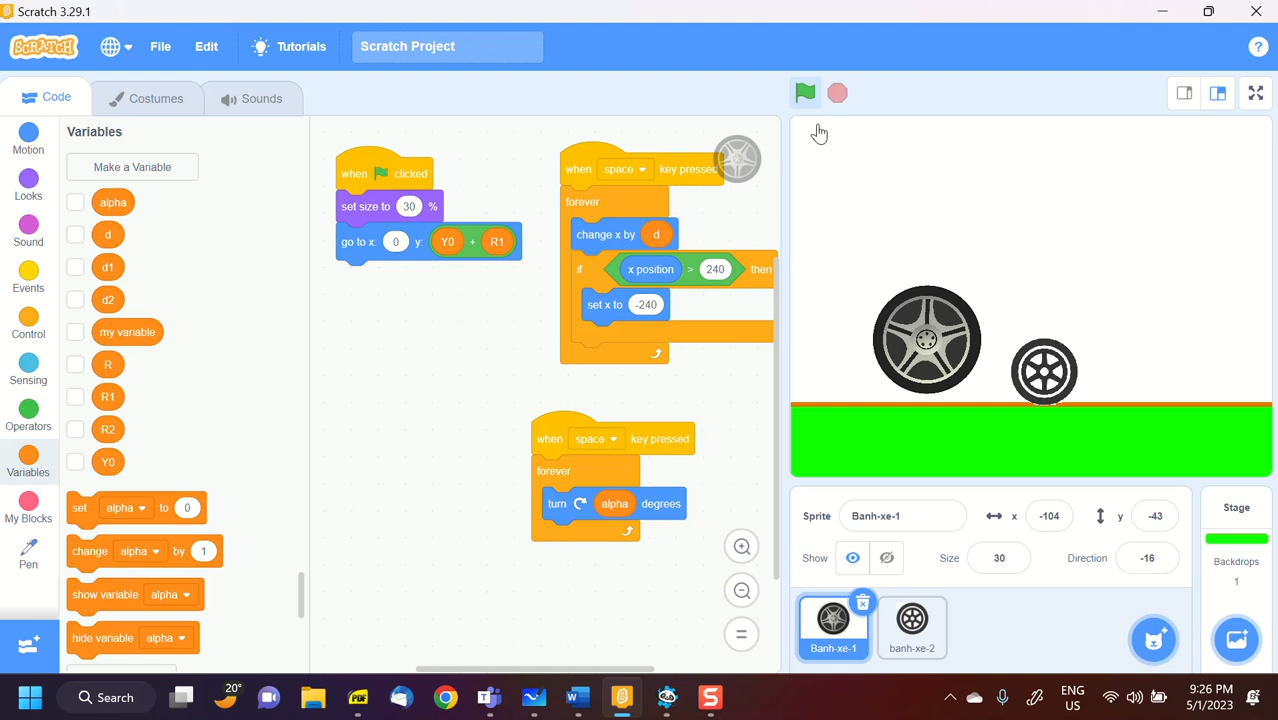 Scratch 3.29.1
SCRATCH File Edit Tutorials Scratch Project ?
Code Costumes Sounds
Motion
Looks
Sound
Events
Control
Sensing
Operators
Variables
My Blocks
Pen
Variables
Make a Variable
alpha
d
d1
d2
my variable
R
R1
R2
Y0
set alpha to 0
change alpha by 1
show variable alpha
hide variable alpha
when clicked
set size to 30 %
go to x: 0 y: Y0 + R1
when space key pressed
forever
change x by d
if x position > 240 then
set x to -240
when space key pressed
forever
turn alpha degrees
Sprite Banh-xe-1 x -104 y -43
Show Size 30 Direction -16
Banh-xe-1 banh-xe-2
Stage
Backdrops
1
Search 20° PDF W S ENG
US 9:26 PM
5/1/2023